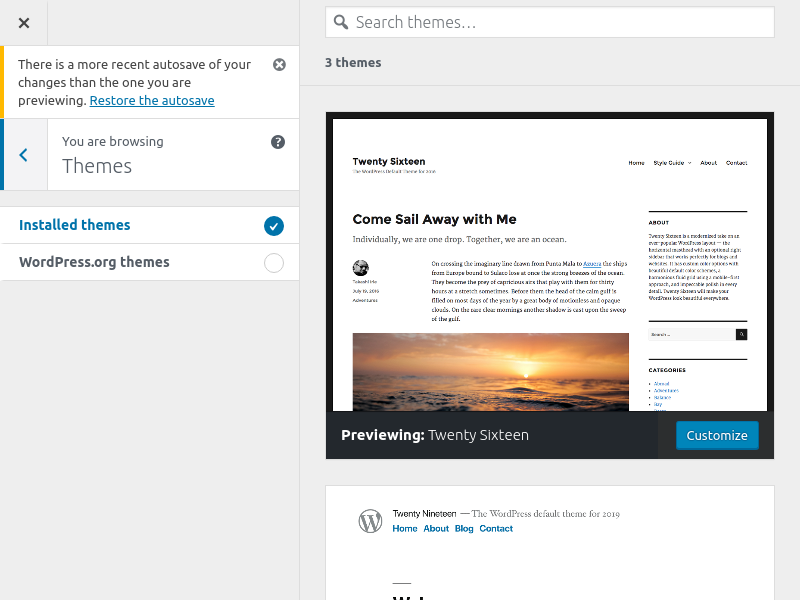 There is a more recent autosave of your
changes than the one you are
previewing. Restore the autosave
You are browsing
Themes
Installed themes
WordPress.org themes
Search themes…
3 themes
Twenty Sixteen
The WordPress Default Theme for 2016
Home Style Guide About Contact
Come Sail Away with Me
Individually, we are one drop. Together, we are an ocean.
Takashi Irie
July 19, 2016
Adventures
On crossing the imaginary line drawn from Punta Mala to Azuera the ships
from Europe bound to Sulaco lose at once the strong breezes of the ocean.
They become the prey of capricious airs that play with them for thirty
hours at a stretch sometimes. Before them the head of the calm gulf is
filled on most days of the year by a great body of motionless and opaque
clouds. On the rare clear mornings another shadow is cast upon the sweep
of the gulf.
ABOUT
Twenty Sixteen is a modernized take on an
ever-popular WordPress layout — the
horizontal masthead with an optional right
sidebar that works perfectly for blogs and
websites. It has custom color options with
beautiful default color schemes, a
harmonious fluid grid using a mobile-first
approach, and impeccable polish in every
detail. Twenty Sixteen will make your
WordPress look beautiful everywhere.
Search …
CATEGORIES
Abroad
Adventures
Balance
Bay
Previewing: Twenty Sixteen
Customize
Twenty Nineteen — The WordPress default theme for 2019
Home About Blog Contact